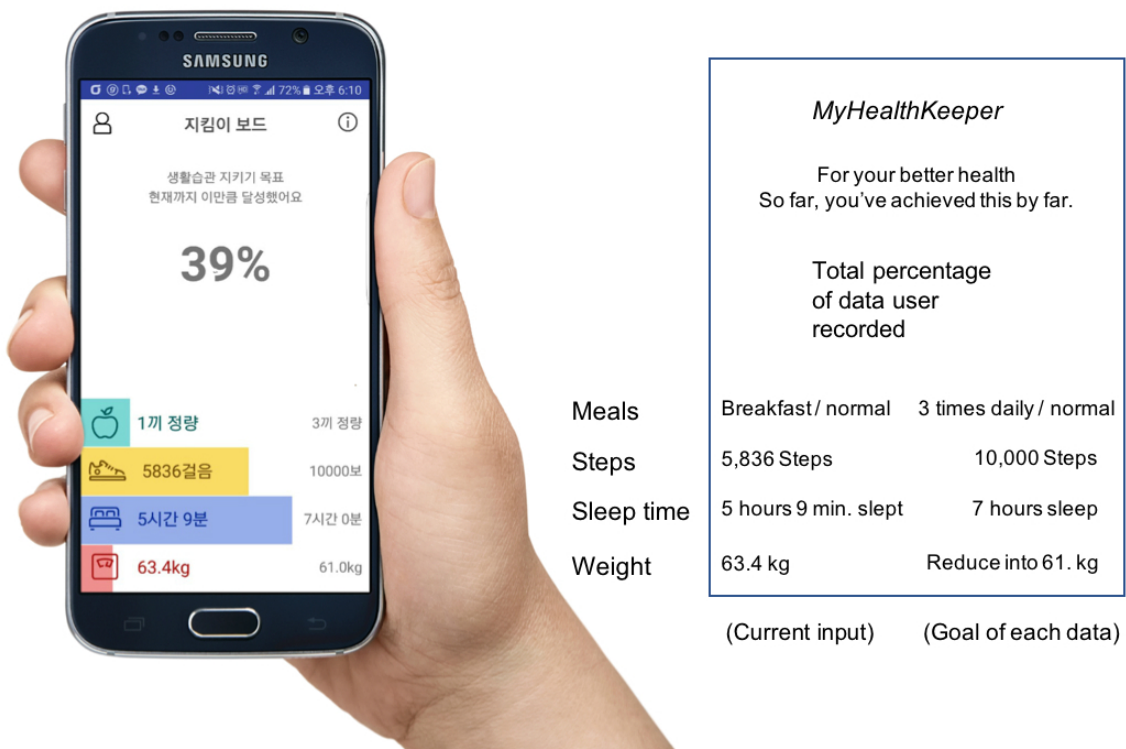 SAMSUNG
72% 오후 6:10
지킴이 보드
생활습관 지키기 목표
현재까지 이만큼 달성했어요
39%
1끼 정량 3끼 정량
5836걸음 10000보
5시간 9분 7시간 0분
63.4kg 61.0kg
MyHealthKeeper
For your better health
So far, you've achieved this by far.
Total percentage
of data user
recorded
Meals Breakfast / normal 3 times daily / normal
Steps 5,836 Steps 10,000 Steps
Sleep time 5 hours 9 min. slept 7 hours sleep
Weight 63.4 kg Reduce into 61. kg
(Current input) (Goal of each data)